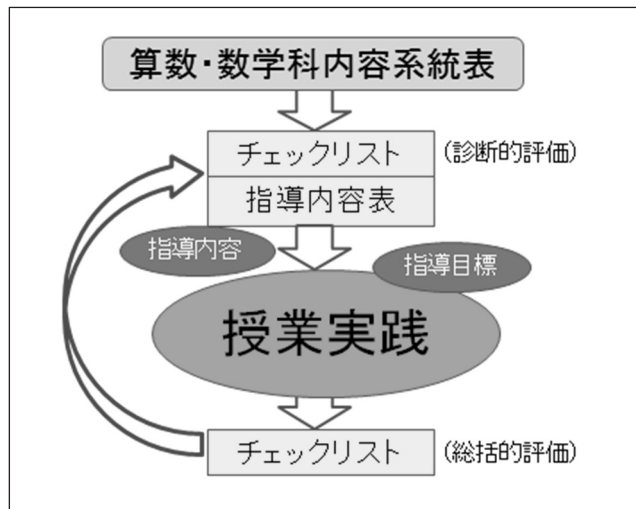 算数・数学科内容系統表
チェックリスト
(診断的評価)
指導内容表
指導内容
指導目標
授業実践
チェックリスト
(総括的評価)